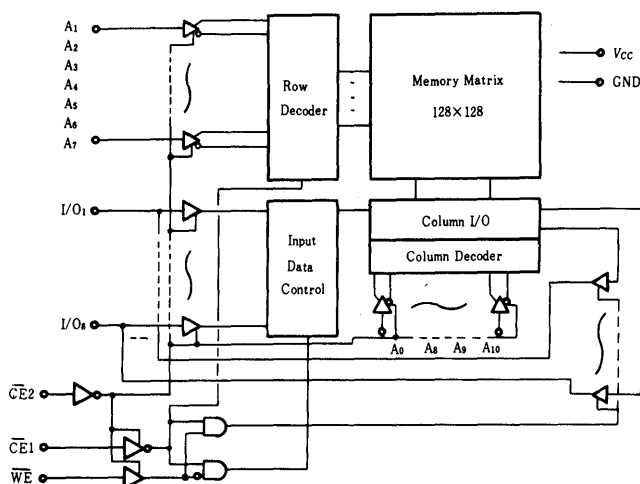 A1
A2
A3
A4
A5
A6
A7
Row
Decoder
Memory Matrix
128×128
Vcc
GND
I/O1
I/O8
Input
Data
Control
Column I/O
Column Decoder
A0 A8 A9 A10
CE2
CE1
WE